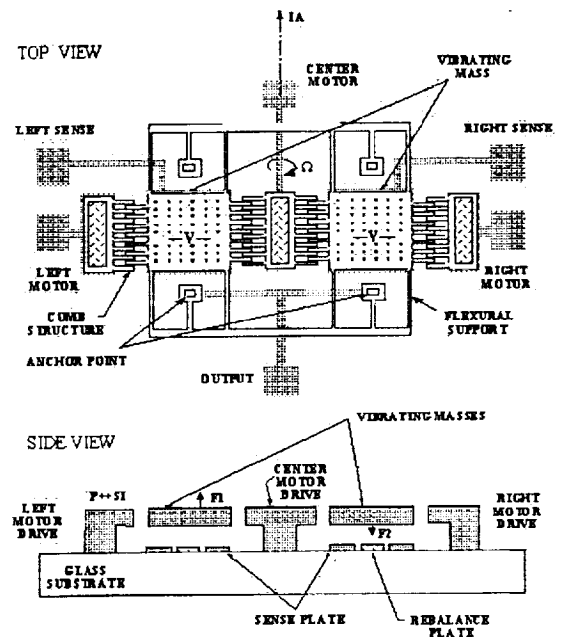 IA
TOP VIEW
CENTER
MOTOR
VIBRATING
MASS
LEFT SENSE
RIGHT SENSE
Ω
V
V
LEFT
MOTOR
RIGHT
MOTOR
COMB
STRUCTURE
FLEXURAL
SUPPORT
ANCHOR POINT
OUTPUT
SIDE VIEW
VIBRATING MASSES
CENTER
MOTOR
DRIVE
P++ SI
F1
LEFT
MOTOR
DRIVE
RIGHT
MOTOR
DRIVE
F2
GLASS
SUBSTRATE
SENSE PLATE
REBALANCE
PLATE